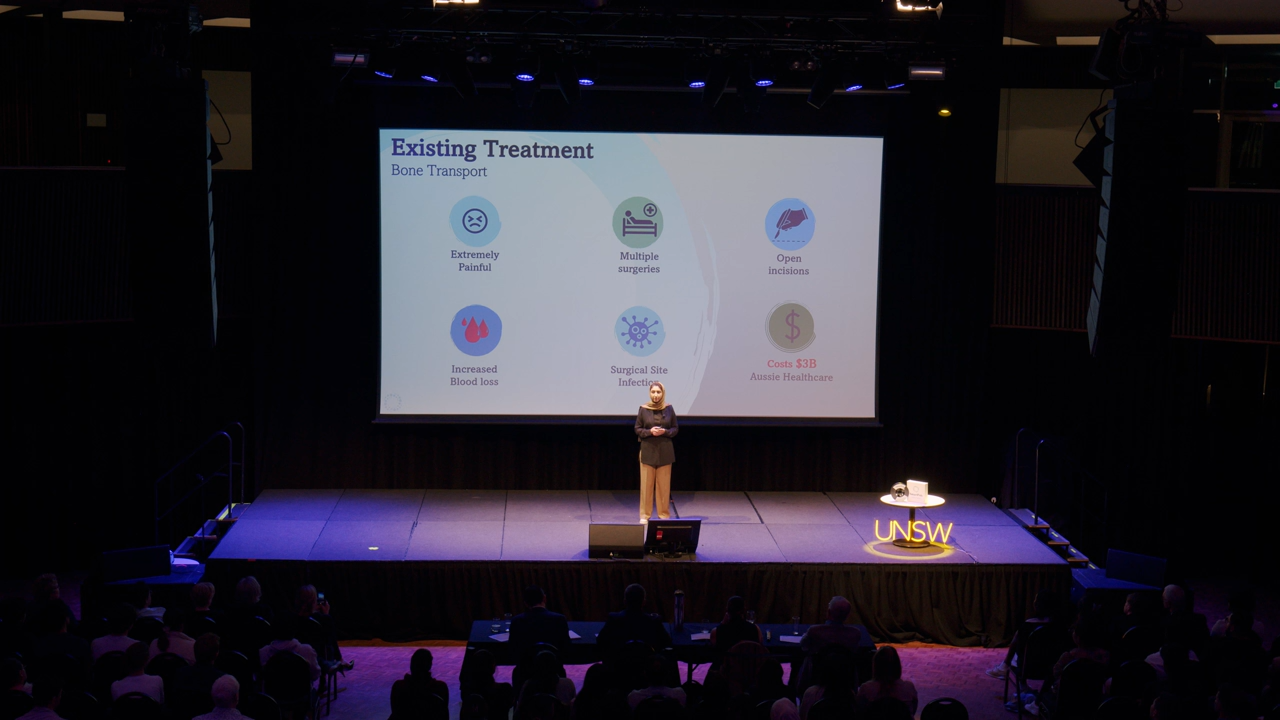 Existing Treatment
Bone Transport
Extremely
Painful
Multiple
surgeries
Open
incisions
Increased
Blood loss
Surgical Site
Infection
Costs $3B
Aussie Healthcare
UNSW